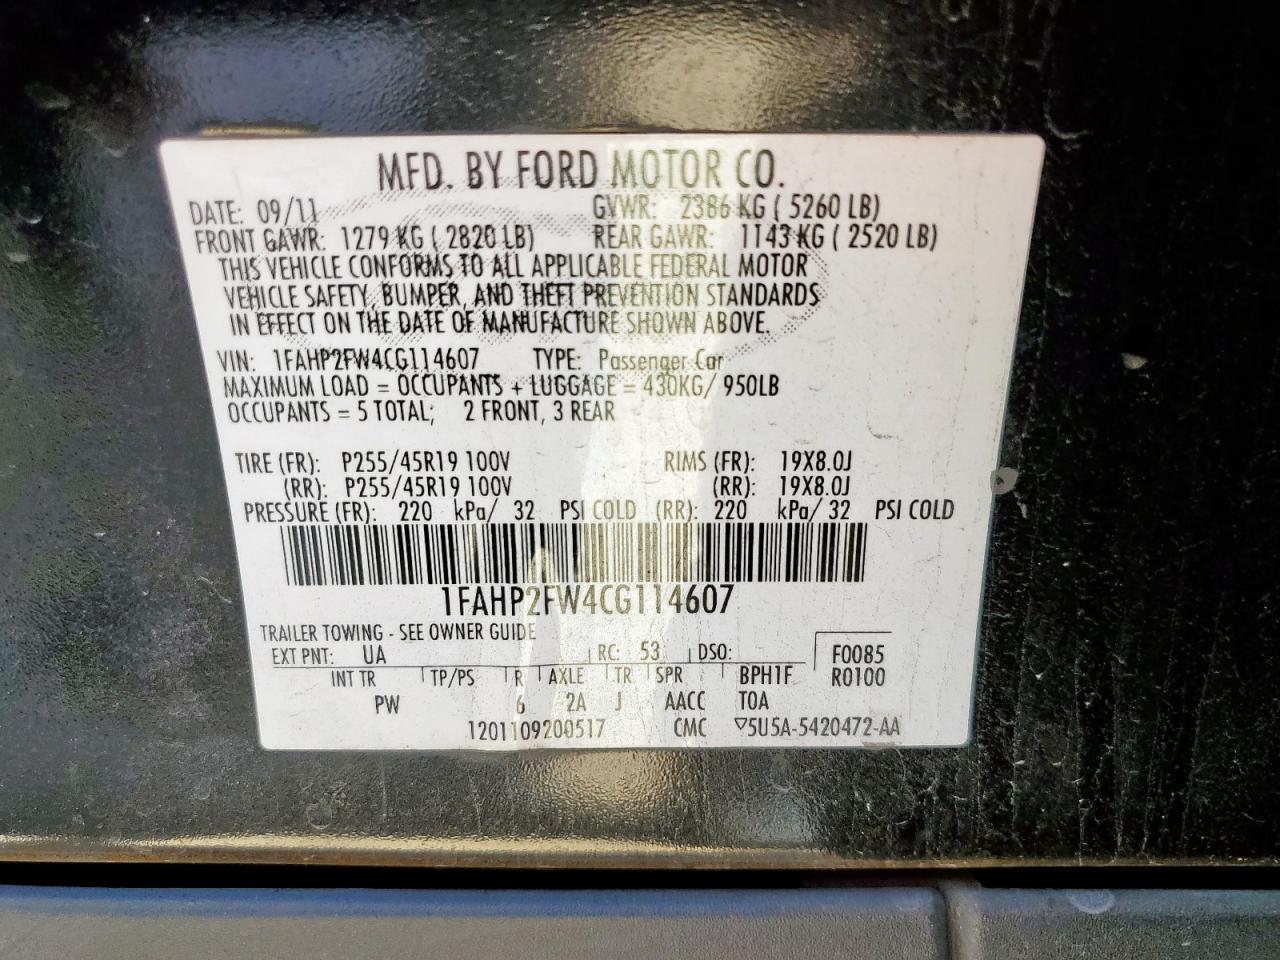 MFD. BY FORD MOTOR CO.
DATE: 09/11 GVWR: 2386 KG ( 5260 LB)
FRONT GAWR: 1279 KG ( 2820 LB) REAR GAWR: 1143 KG ( 2520 LB)
THIS VEHICLE CONFORMS TO ALL APPLICABLE FEDERAL MOTOR
VEHICLE SAFETY, BUMPER, AND THEFT PREVENTION STANDARDS
IN EFFECT ON THE DATE OF MANUFACTURE SHOWN ABOVE.
VIN: 1FAHP2FW4CG114607 TYPE: Passenger Car
MAXIMUM LOAD = OCCUPANTS + LUGGAGE = 430KG/ 950LB
OCCUPANTS = 5 TOTAL; 2 FRONT, 3 REAR
TIRE (FR): P255/45R19 100V RIMS (FR): 19X8.0J
(RR): P255/45R19 100V (RR): 19X8.0J
PRESSURE (FR): 220 kPa/ 32 PSI COLD (RR): 220 kPa/ 32 PSI COLD
1FAHP2FW4CG114607
TRAILER TOWING - SEE OWNER GUIDE
EXT PNT: UA RC: 53 DSO: F0085
INT TR TP/PS R AXLE TR SPR BPH1F R0100
PW 6 2A J AACC TOA
1201109200517 CMC ▽5U5A-5420472-AA